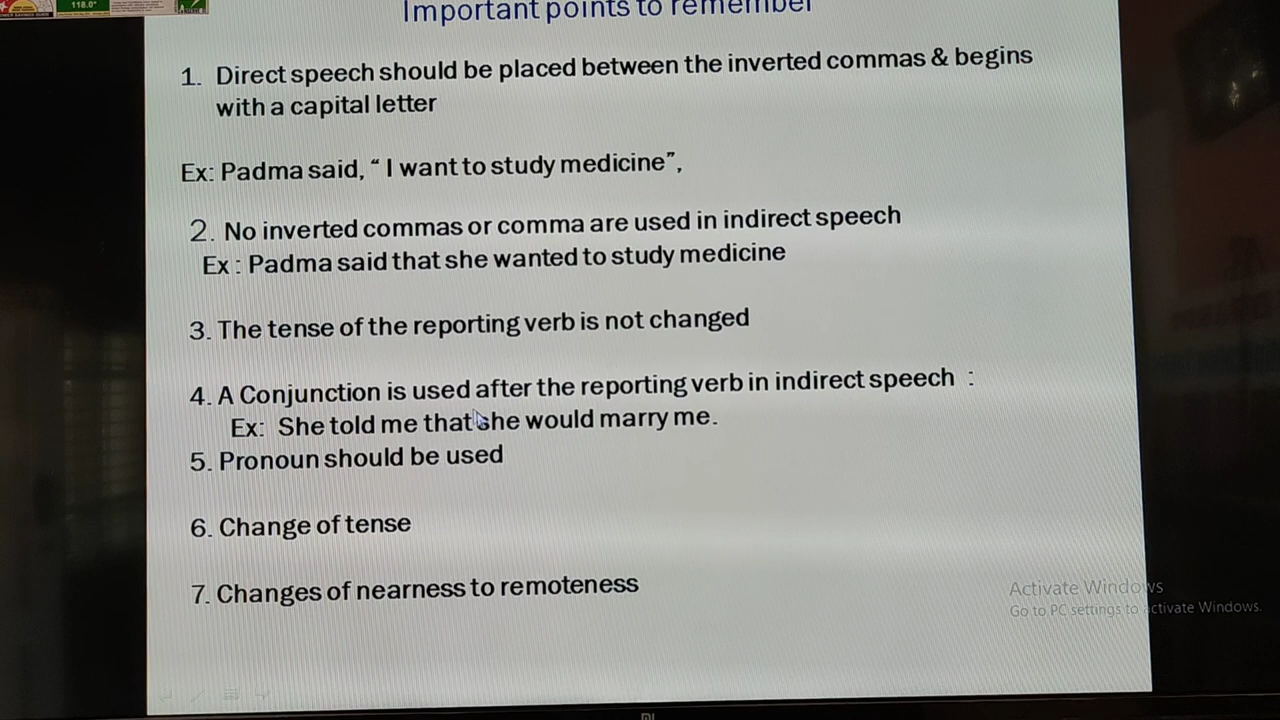 118.0°
Important points to remember
1. Direct speech should be placed between the inverted commas & begins
with a capital letter
Ex: Padma said, “ I want to study medicine”,
2. No inverted commas or comma are used in indirect speech
Ex : Padma said that she wanted to study medicine
3. The tense of the reporting verb is not changed
4. A Conjunction is used after the reporting verb in indirect speech :
Ex: She told me that she would marry me.
5. Pronoun should be used
6. Change of tense
7. Changes of nearness to remoteness
Activate Windows
Go to PC settings to activate Windows.